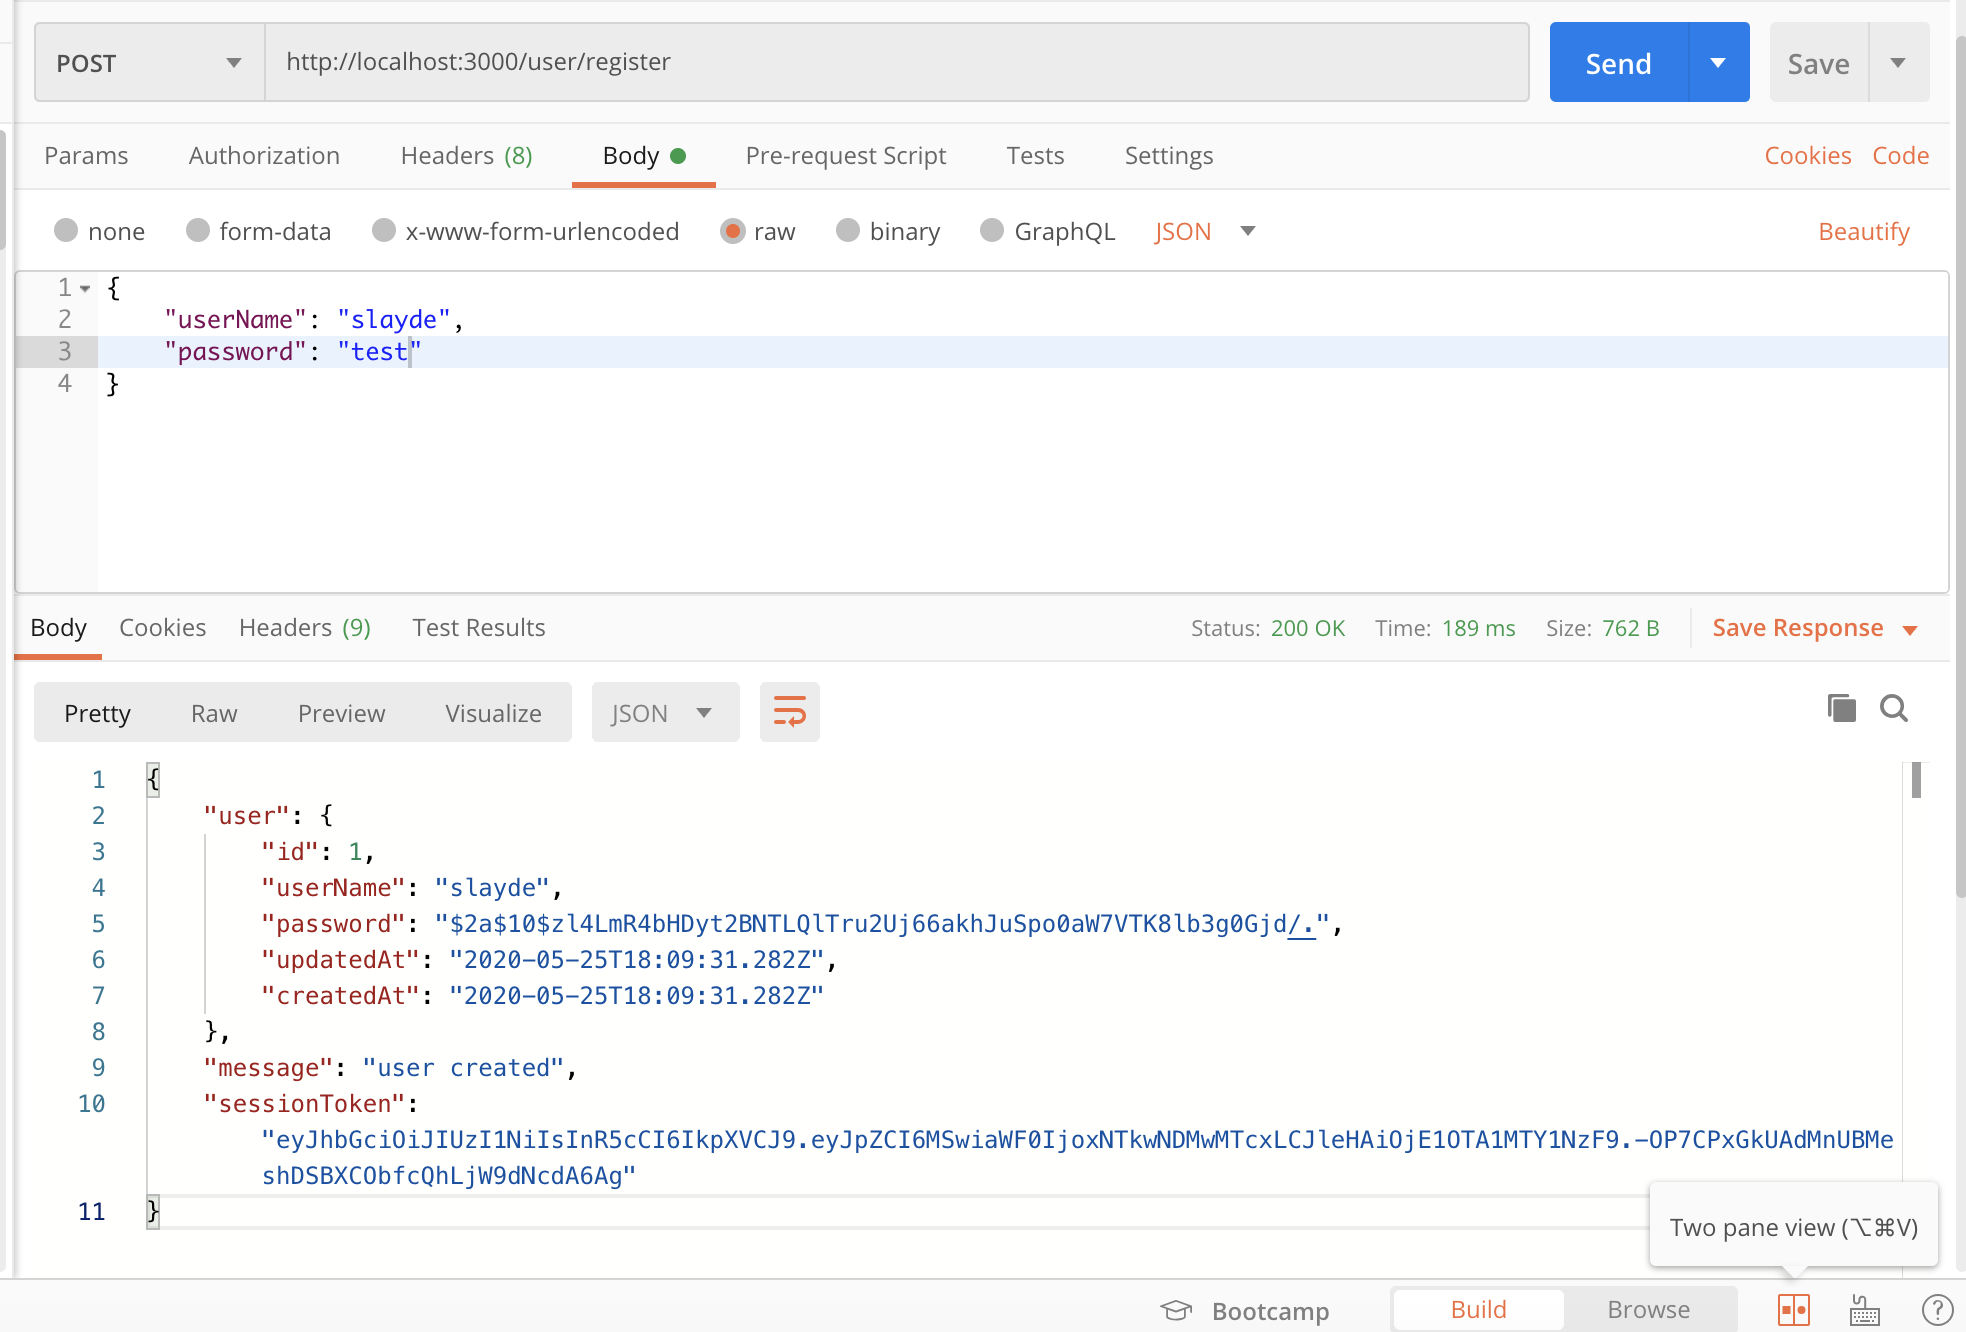 POST http://localhost:3000/user/register Send Save
Params Authorization Headers (8) Body Pre-request Script Tests Settings Cookies Code
none form-data x-www-form-urlencoded raw binary GraphQL JSON Beautify
1 {
2 "userName": "slayde",
3 "password": "test"
4 }
Body Cookies Headers (9) Test Results Status: 200 OK Time: 189 ms Size: 762 B Save Response
Pretty Raw Preview Visualize JSON
1 {
2 "user": {
3 "id": 1,
4 "userName": "slayde",
5 "password": "$2a$10$zl4LmR4bHDyt2BNTLQlTru2Uj66akhJuSpo0aW7VTK8lb3g0Gjd/.",
6 "updatedAt": "2020-05-25T18:09:31.282Z",
7 "createdAt": "2020-05-25T18:09:31.282Z"
8 },
9 "message": "user created",
10 "sessionToken":
"eyJhbGciOiJIUzI1NiIsInR5cCI6IkpXVCJ9.eyJpZCI6MSwiaWF0IjoxNTkwNDMwMTcxLCJleHAiOjE1OTA1MTY1NzF9.-OP7CPxGkUAdMnUBMe
shDSBXCObfcQhLjW9dNcdA6Ag"
11 }
Two pane view (⌥⌘V)
Bootcamp Build Browse